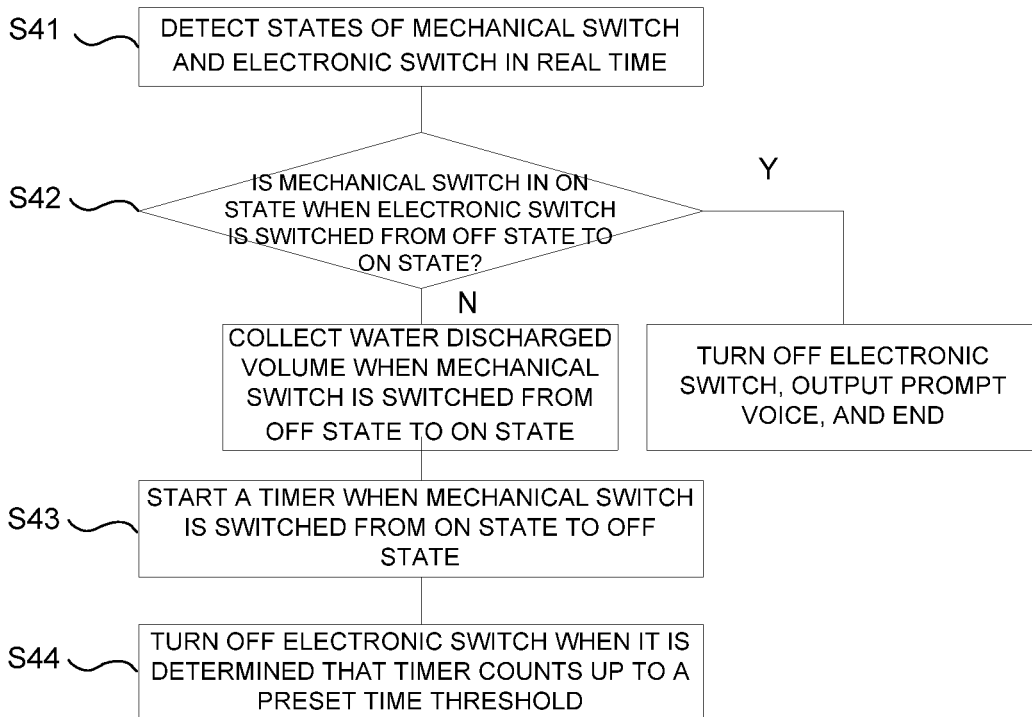 S41
DETECT STATES OF MECHANICAL SWITCH
AND ELECTRONIC SWITCH IN REAL TIME
S42
IS MECHANICAL SWITCH IN ON
STATE WHEN ELECTRONIC SWITCH
IS SWITCHED FROM OFF STATE TO
ON STATE?
Y
N
COLLECT WATER DISCHARGED
VOLUME WHEN MECHANICAL
SWITCH IS SWITCHED FROM
OFF STATE TO ON STATE
TURN OFF ELECTRONIC
SWITCH, OUTPUT PROMPT
VOICE, AND END
S43
START A TIMER WHEN MECHANICAL SWITCH
IS SWITCHED FROM ON STATE TO OFF
STATE
S44
TURN OFF ELECTRONIC SWITCH WHEN IT IS
DETERMINED THAT TIMER COUNTS UP TO A
PRESET TIME THRESHOLD